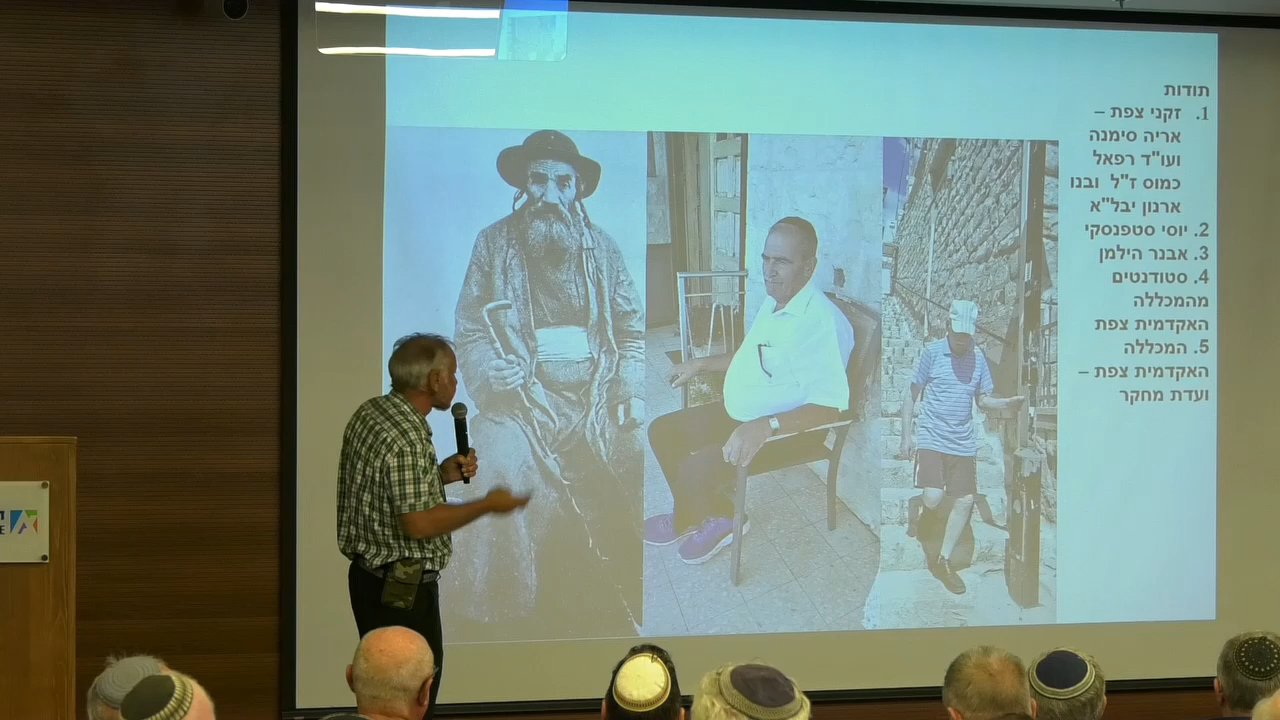 תודות
1. זקני צפת –
אריה סימנה
ועו"ד רפאל
כמוס ז"ל ובנו
ארנון יבל"א
2. יוסי סטפנסקי
3. אבנר הילמן
4. סטודנטים
מהמכללה
האקדמית צפת
5. המכללה
האקדמית צפת –
ועדת מחקר